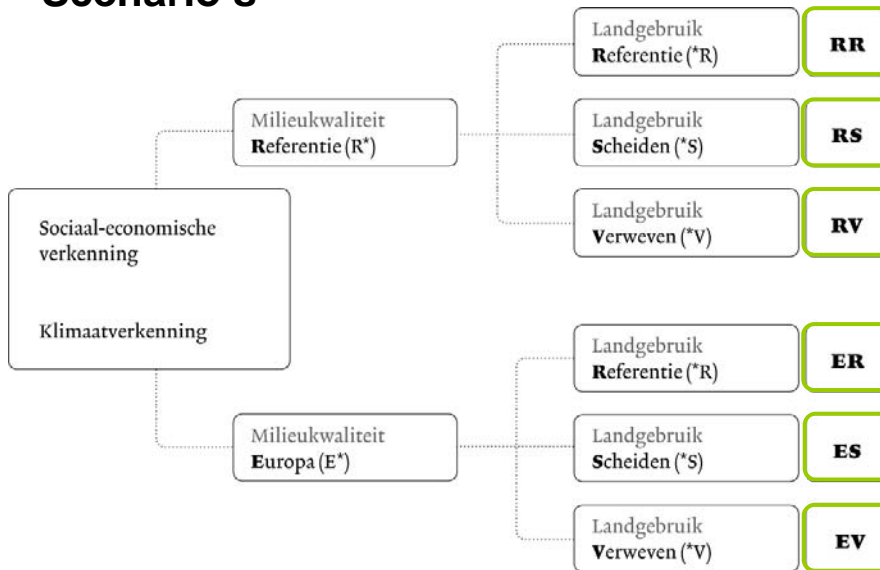 Scenario's
Sociaal-economische
verkenning
Klimaatverkenning
Milieukwaliteit
Referentie (R*)
Landgebruik
Referentie (*R)
RR
Landgebruik
Scheiden (*S)
RS
Landgebruik
Verweven (*V)
RV
Milieukwaliteit
Europa (E*)
Landgebruik
Referentie (*R)
ER
Landgebruik
Scheiden (*S)
ES
Landgebruik
Verweven (*V)
EV